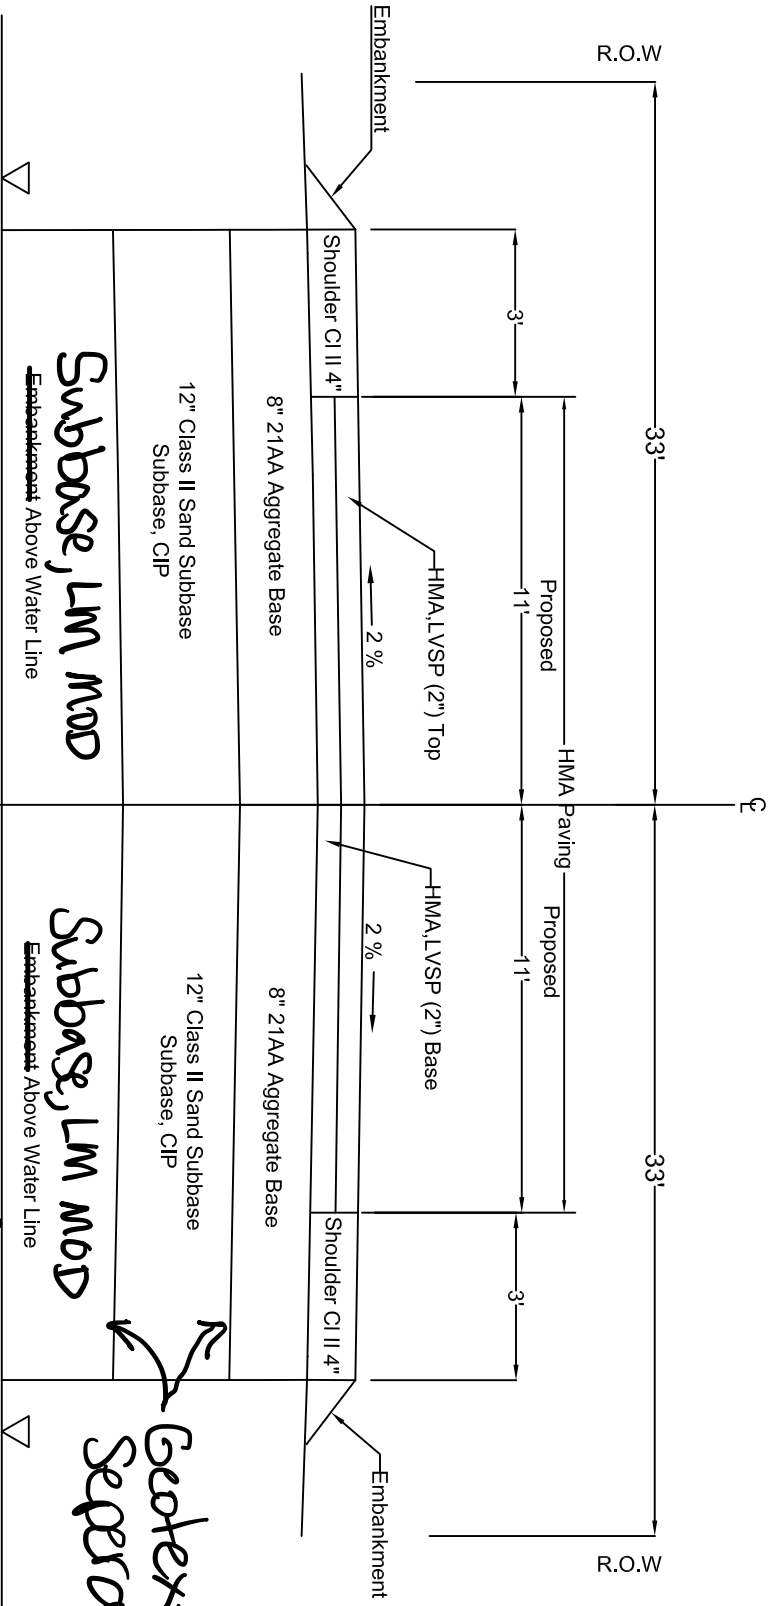 R.O.W
R.O.W
33'
33'
C
L
HMA Paving
Proposed
Proposed
3'
11'
11'
3'
Embankment
HMA,LVSP (2") Top
HMA,LVSP (2") Base
Embankment
2 %
2 %
Shoulder Cl II 4"
Shoulder Cl II 4"
8" 21AA Aggregate Base
8" 21AA Aggregate Base
12" Class II Sand Subbase
Subbase, CIP
12" Class II Sand Subbase
Subbase, CIP
Subbase, LM MOD
Embankment Above Water Line
Subbase, LM MOD
Embankment Above Water Line